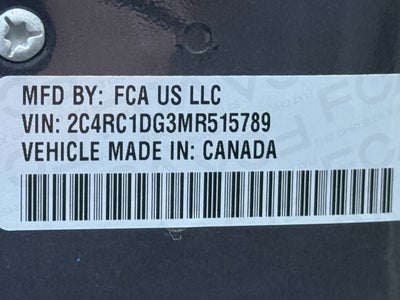 MFD BY: FCA US LLC
VIN: 2C4RC1DG3MR515789
VEHICLE MADE IN: CANADA